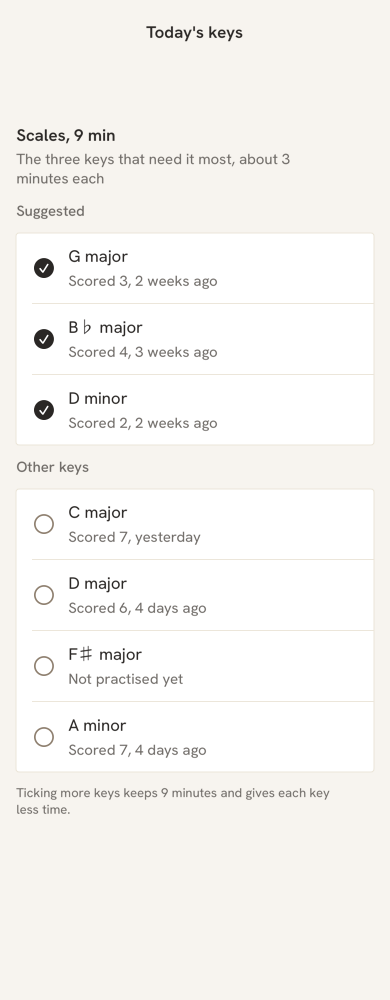 Today's keys
Scales, 9 min
The three keys that need it most, about 3
minutes each
Suggested
G major
Scored 3, 2 weeks ago
B♭ major
Scored 4, 3 weeks ago
D minor
Scored 2, 2 weeks ago
Other keys
C major
Scored 7, yesterday
D major
Scored 6, 4 days ago
F♯ major
Not practised yet
A minor
Scored 7, 4 days ago
Ticking more keys keeps 9 minutes and gives each key
less time.